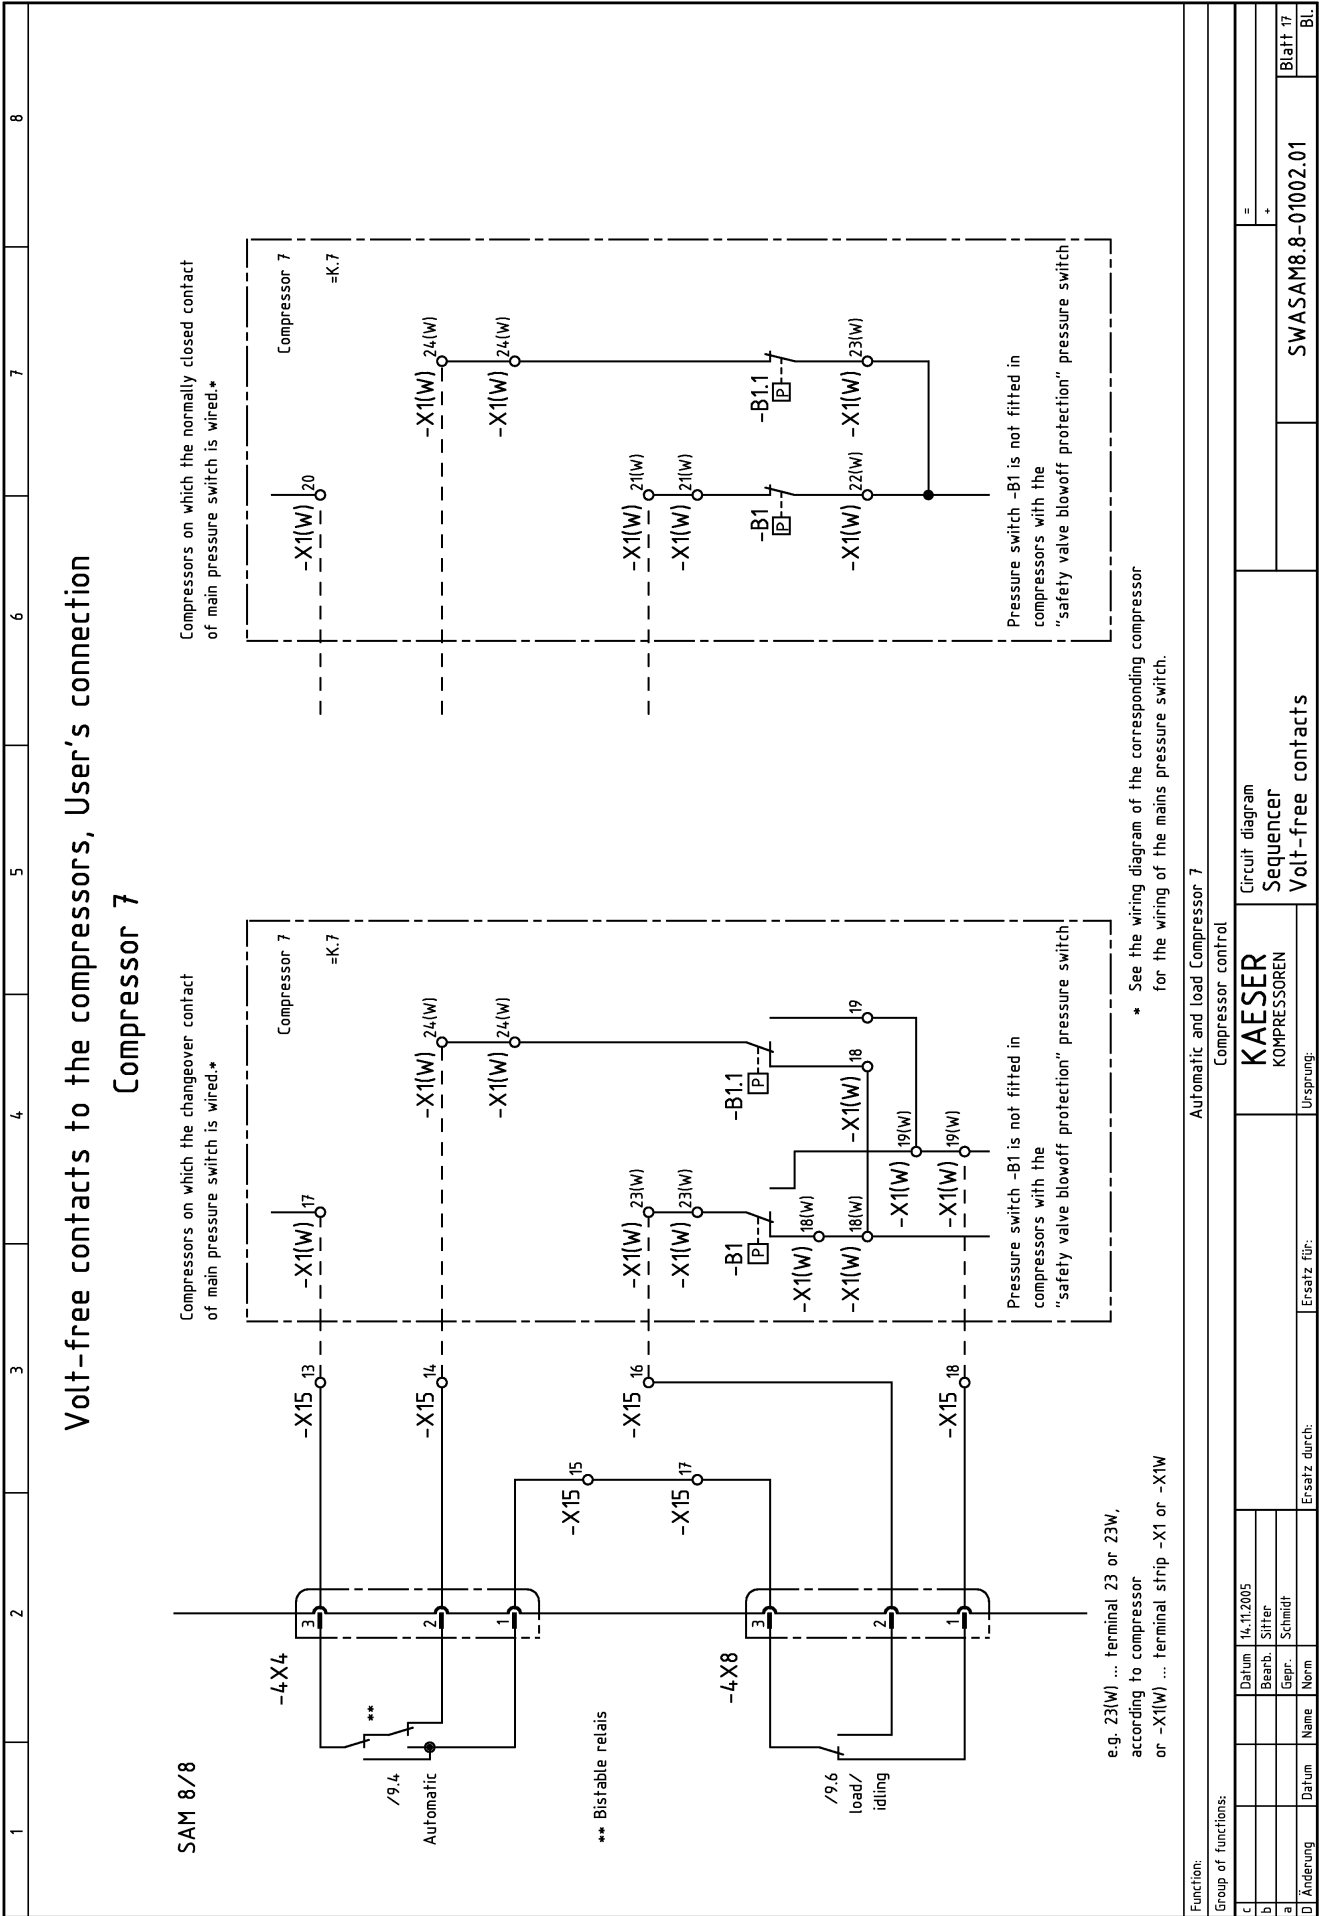 1 2 3 4 5 6 7 8
Volt-free contacts to the compressors, User's connection
Compressor 7
SAM 8/8
Compressors on which the changeover contact
of main pressure switch is wired.*
Compressors on which the normally closed contact
of main pressure switch is wired.*
-4X4
3
2
1
/9.4
Automatic
**
** Bistable relais
-4X8
3
2
1
/9.6
load/
idling
-X15 13
-X15 14
-X15 15
-X15 16
-X15 17
-X15 18
Compressor 7
=K.7
-X1(W) 17
-X1(W) 24(W)
-X1(W) 24(W)
-X1(W) 23(W)
-X1(W) 23(W)
-B1
P
-B1.1
P
-X1(W) 18(W)
-X1(W) 18(W)
-X1(W) 18
19
-X1(W) 19(W)
-X1(W) 19(W)
Pressure switch -B1 is not fitted in
compressors with the
"safety valve blowoff protection" pressure switch
Compressor 7
=K.7
-X1(W) 20
-X1(W) 24(W)
-X1(W) 24(W)
-X1(W) 21(W)
-X1(W) 21(W)
-B1
P
-B1.1
P
-X1(W) 22(W)
-X1(W) 23(W)
Pressure switch -B1 is not fitted in
compressors with the
"safety valve blowoff protection" pressure switch
e.g. 23(W) ... terminal 23 or 23W,
according to compressor
or -X1(W) ... terminal strip -X1 or -X1W
* See the wiring diagram of the corresponding compressor
for the wiring of the mains pressure switch.
Function:
Automatic and load Compressor 7
Group of functions:
Compressor control
c
b
a
D Änderung Datum Name
Datum 14.11.2005
Bearb. Sitter
Gepr. Schmidt
Norm
Ersatz durch:
Ersatz für:
Ursprung:
KAESER
KOMPRESSOREN
Circuit diagram
Sequencer
Volt-free contacts
=
+
SWASAM8.8-01002.01
Blatt 17
Bl.